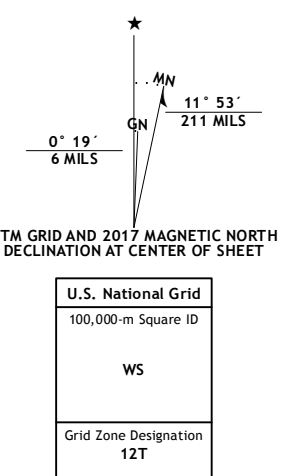 ★
MN
11° 53´
211 MILS
GN
0° 19´
6 MILS
TM GRID AND 2017 MAGNETIC NORTH
DECLINATION AT CENTER OF SHEET
U.S. National Grid
100,000-m Square ID
WS
Grid Zone Designation
12T